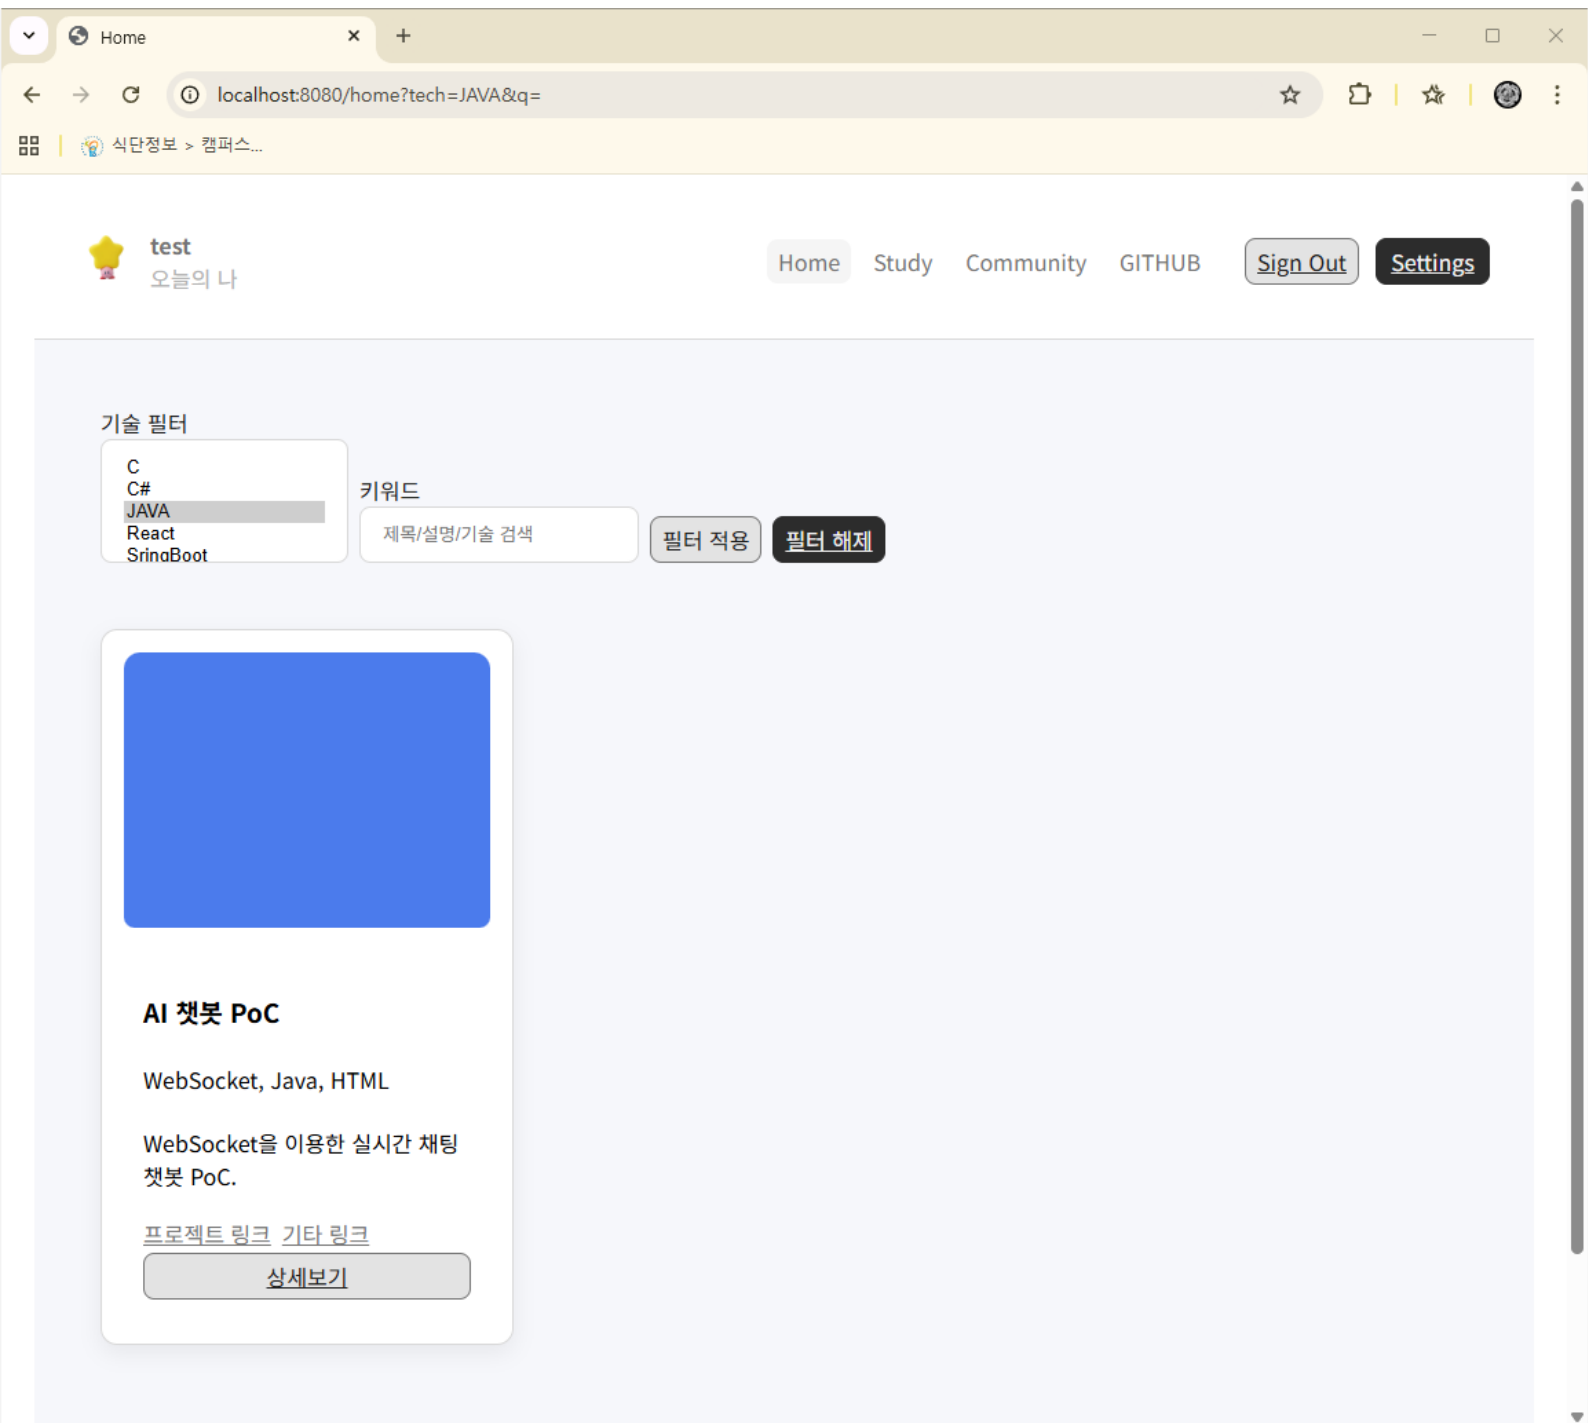 Home
localhost:8080/home?tech=JAVA&q=
식단정보 > 캠퍼스...
test
오늘의 나
Home Study Community GITHUB Sign Out Settings
기술 필터
C
C#
JAVA
React
SringBoot
키워드
제목/설명/기술 검색
필터 적용 필터 해제
AI 챗봇 PoC
WebSocket, Java, HTML
WebSocket을 이용한 실시간 채팅
챗봇 PoC.
프로젝트 링크 기타 링크
상세보기